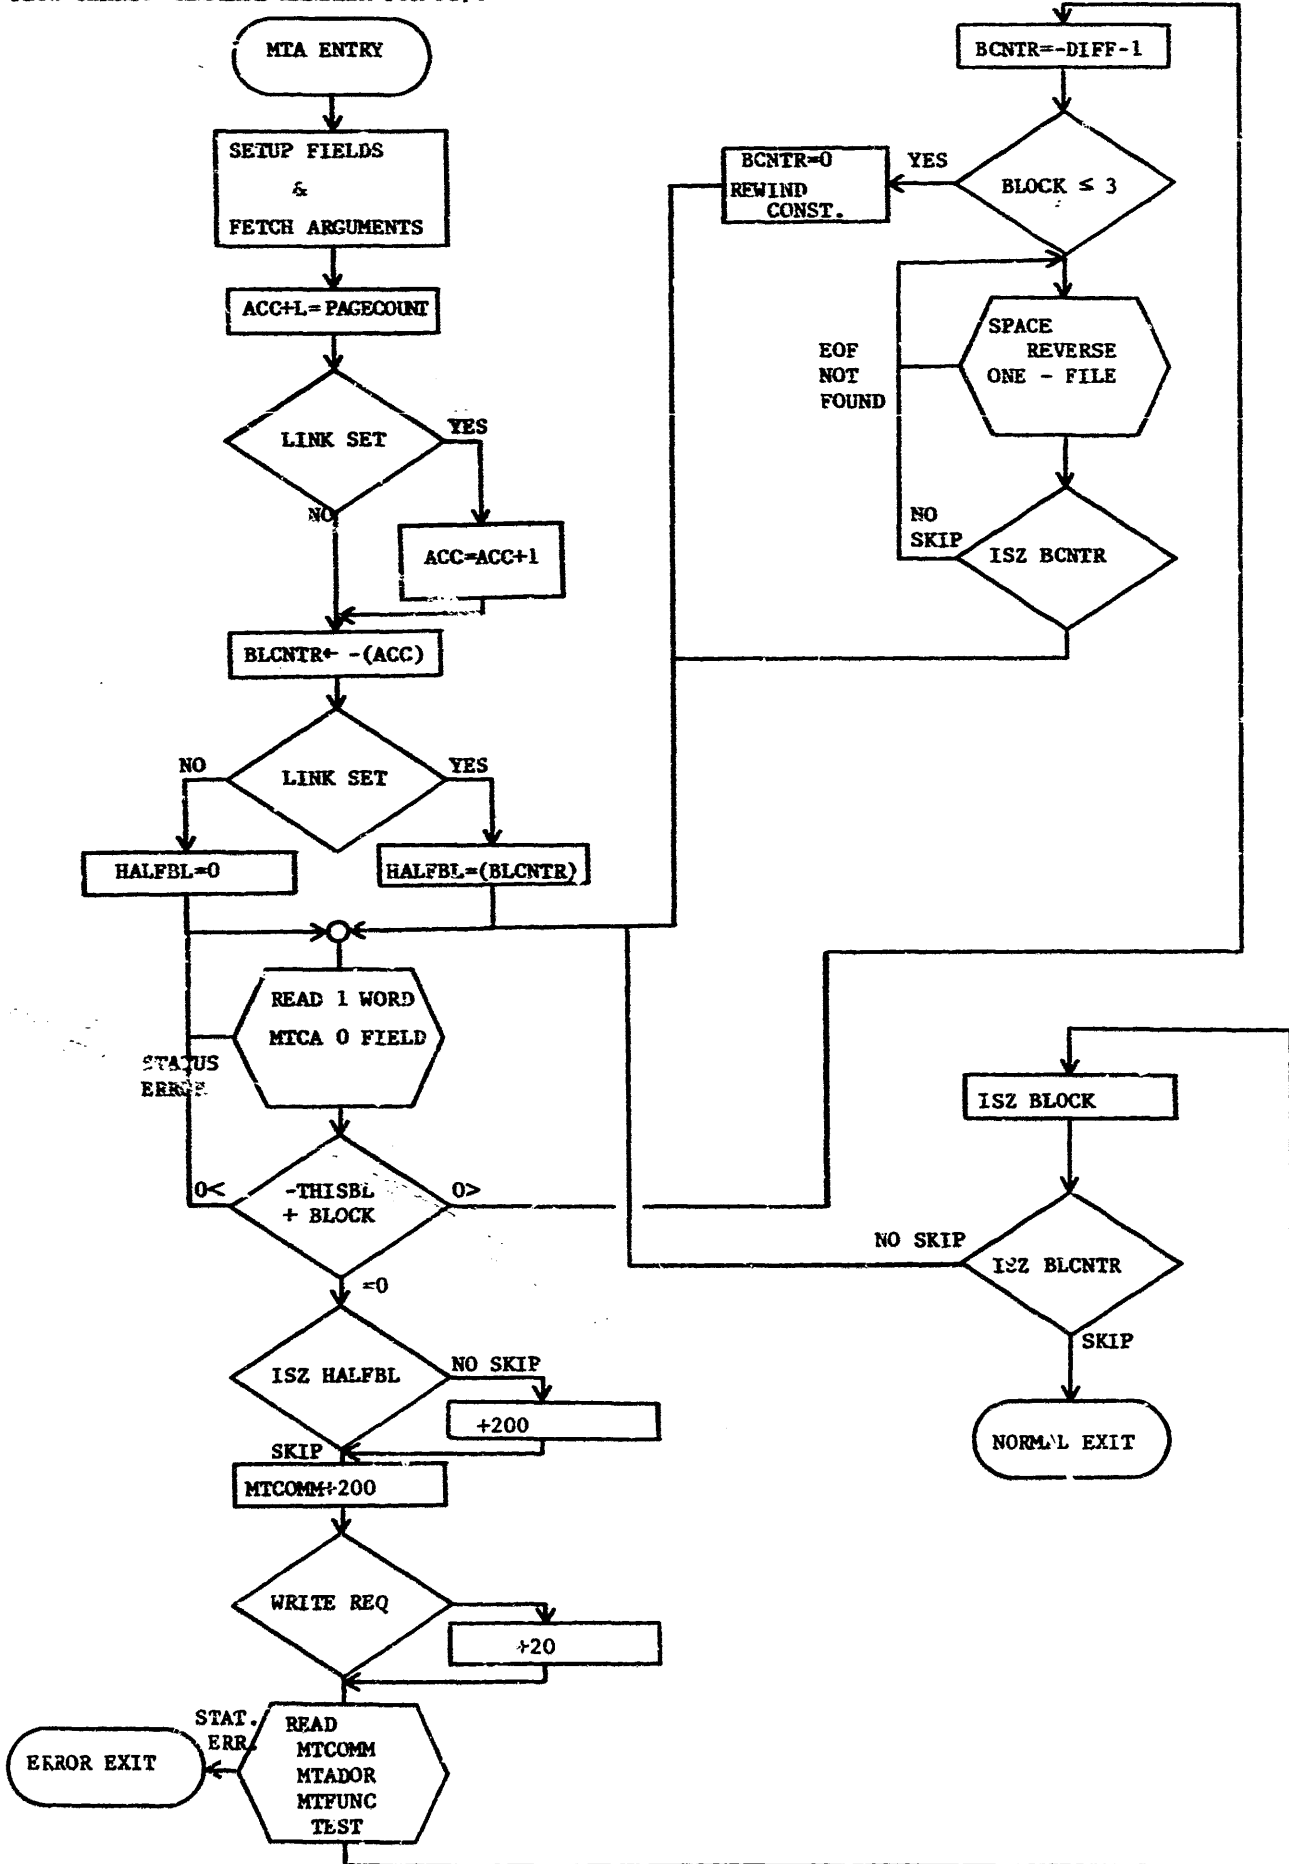 MTA ENTRY
SETUP FIELDS
&
FETCH ARGUMENTS
ACC+L=PAGECOUNT
LINK SET
YES
NO
ACC=ACC+1
BLCNTR← -(ACC)
LINK SET
NO
YES
HALFBL=0
HALFBL=(BLCNTR)
READ 1 WORD
MTCA 0 FIELD
STATUS
ERROR
-THISBL
+ BLOCK
0<
0>
=0
ISZ HALFBL
NO SKIP
+200
SKIP
MTCOMM+200
WRITE REQ
+20
STAT.
ERR.
ERROR EXIT
READ
MTCOMM
MTADOR
MTFUNC
TEST
BCNTR=-DIFF-1
BLOCK ≤ 3
YES
BCNTR=0
REWIND
CONST.
SPACE
REVERSE
ONE - FILE
EOF
NOT
FOUND
NO
SKIP
ISZ BCNTR
ISZ BLOCK
ISZ BLCNTR
NO SKIP
SKIP
NORMAL EXIT